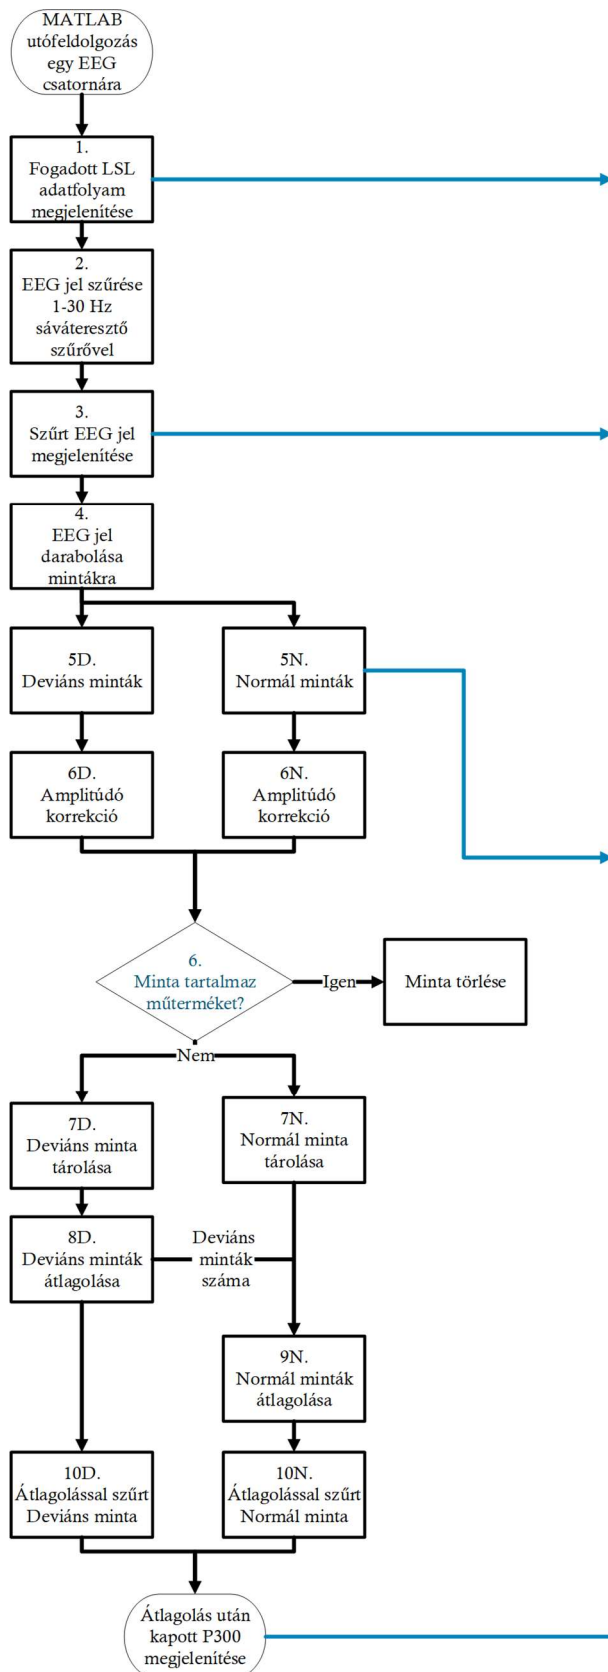 MATLAB
utófeldolgozás
egy EEG
csatornára
1.
Fogadott LSL
adatfolyam
megjelenítése
2.
EEG jel szűrése
1-30 Hz
sáváteresztő
szűrővel
3.
Szűrt EEG jel
megjelenítése
4.
EEG jel
darabolása
mintákra
5D.
Deviáns minták
5N.
Normál minták
6D.
Amplitúdó
korrekció
6N.
Amplitúdó
korrekció
6.
Minta tartalmaz
műterméket?
Igen
Minta törlése
Nem
7D.
Deviáns minta
tárolása
7N.
Normál minta
tárolása
8D.
Deviáns minták
átlagolása
Deviáns
minták
száma
9N.
Normál minták
átlagolása
10D.
Átlagolással szűrt
Deviáns minta
10N.
Átlagolással szűrt
Normál minta
Átlagolás után
kapott P300
megjelenítése